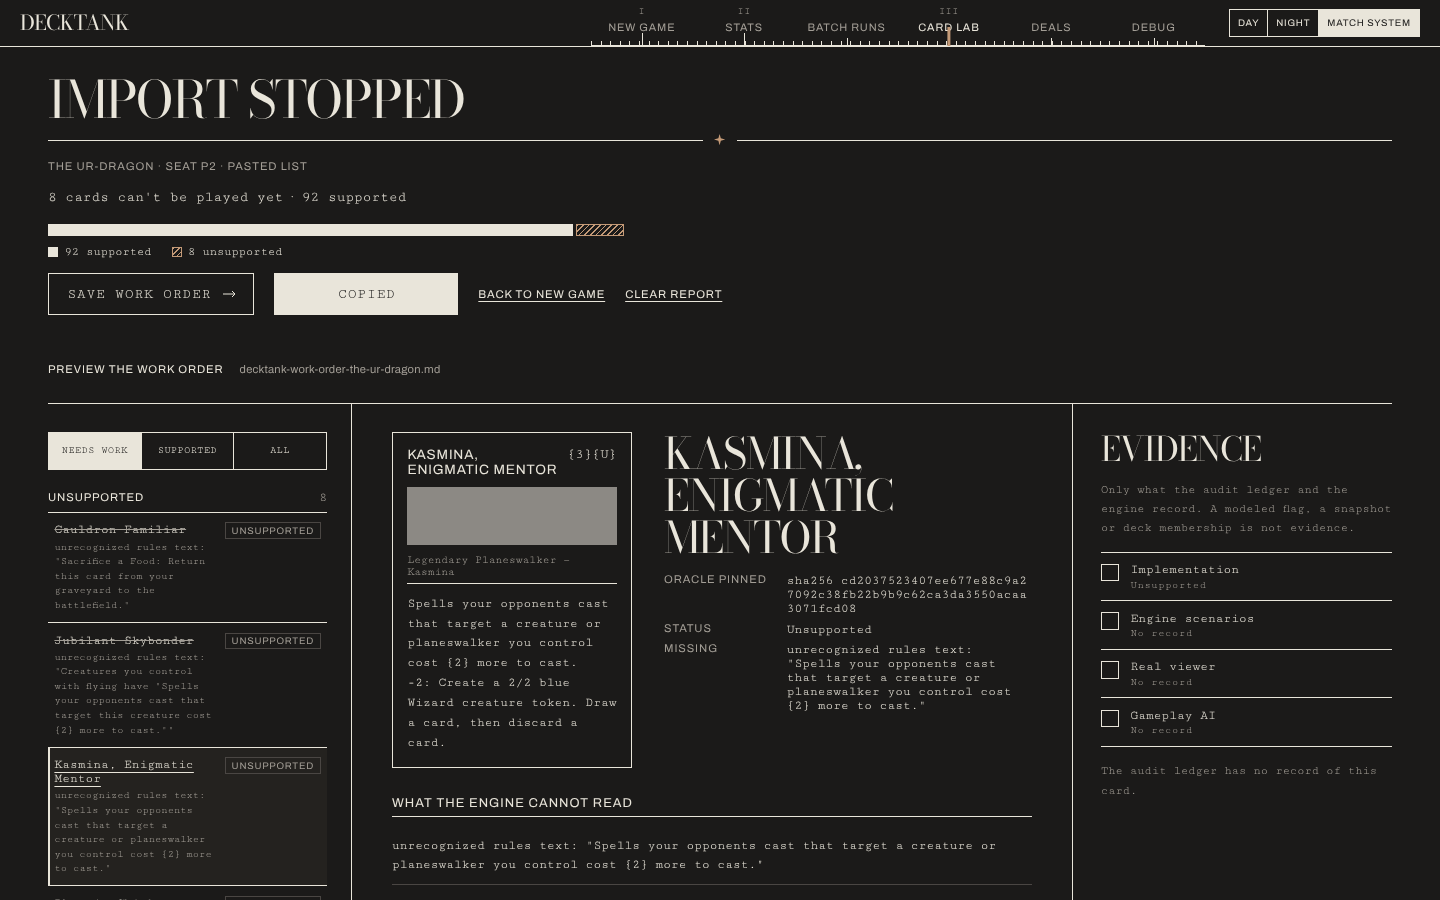 DECKTANK
I
NEW GAME
II
STATS
BATCH RUNS
III
CARD LAB
DEALS
DEBUG
DAY
NIGHT
MATCH SYSTEM
IMPORT STOPPED
THE UR-DRAGON · SEAT P2 · PASTED LIST
8 cards can't be played yet · 92 supported
92 supported
8 unsupported
SAVE WORK ORDER →
COPIED
BACK TO NEW GAME
CLEAR REPORT
PREVIEW THE WORK ORDER
decktank-work-order-the-ur-dragon.md
NEEDS WORK
SUPPORTED
ALL
UNSUPPORTED
8
Cauldron Familiar
UNSUPPORTED
unrecognized rules text:
"Sacrifice a Food: Return
this card from your
graveyard to the
battlefield."
Jubilant Skybonder
UNSUPPORTED
unrecognized rules text:
"Creatures you control
with flying have "Spells
your opponents cast that
target this creature cost
{2} more to cast.""
Kasmina, Enigmatic
Mentor
UNSUPPORTED
unrecognized rules text:
"Spells your opponents
cast that target a
creature or planeswalker
you control cost {2} more
to cast."
KASMINA,
ENIGMATIC MENTOR
{3}{U}
Legendary Planeswalker —
Kasmina
Spells your opponents cast
that target a creature or
planeswalker you control
cost {2} more to cast.
-2: Create a 2/2 blue
Wizard creature token. Draw
a card, then discard a
card.
KASMINA,
ENIGMATIC
MENTOR
ORACLE PINNED
sha256 cd2037523407ee677e88c9a2
7092c38fb22b9b9c62ca3da3550acaa
3071fcd08
STATUS
Unsupported
MISSING
unrecognized rules text:
"Spells your opponents cast
that target a creature or
planeswalker you control cost
{2} more to cast."
WHAT THE ENGINE CANNOT READ
unrecognized rules text: "Spells your opponents cast that target a creature or
planeswalker you control cost {2} more to cast."
EVIDENCE
Only what the audit ledger and the
engine record. A modeled flag, a snapshot
or deck membership is not evidence.
Implementation
Unsupported
Engine scenarios
No record
Real viewer
No record
Gameplay AI
No record
The audit ledger has no record of this
card.